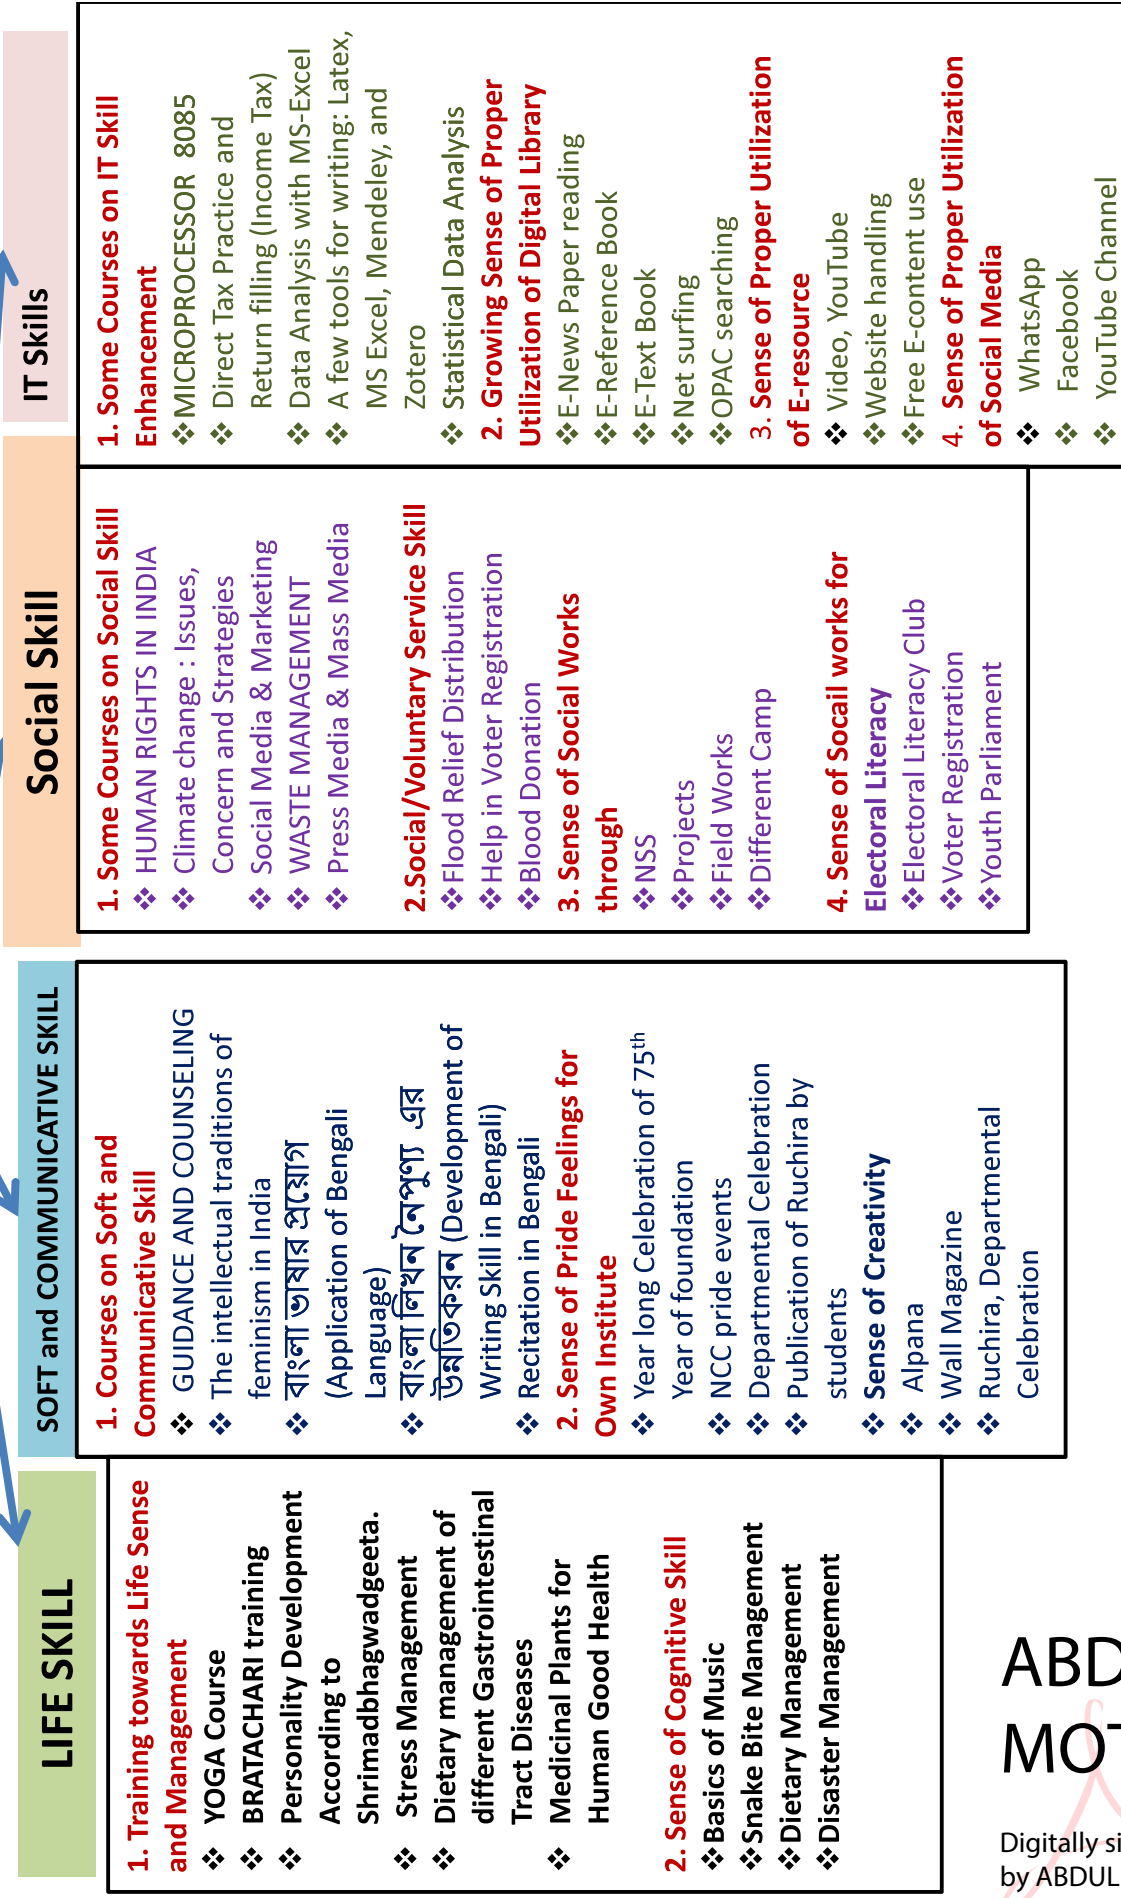 LIFE SKILL
1. Training towards Life Sense
and Management
❖ YOGA Course
❖ BRATACHARI training
❖ Personality Development
According to
Shrimadbhagwadgeeta.
❖ Stress Management
❖ Dietary management of
different Gastrointestinal
Tract Diseases
❖ Medicinal Plants for
Human Good Health
2. Sense of Cognitive Skill
❖Basics of Music
❖Snake Bite Management
❖Dietary Management
❖Disaster Management
SOFT and COMMUNICATIVE SKILL
1. Courses on Soft and
Communicative Skill
❖ GUIDANCE AND COUNSELING
❖ The intellectual traditions of
feminism in India
❖ বাংলা ভাষার প্রয়োগ
(Application of Bengali
Language)
❖ বাংলা লিখন নৈপুণ্য এর
উন্নতিকরন (Development of
Writing Skill in Bengali)
❖ Recitation in Bengali
2. Sense of Pride Feelings for
Own Institute
❖ Year long Celebration of 75th
Year of foundation
❖ NCC pride events
❖ Departmental Celebration
❖ Publication of Ruchira by
students
❖ Sense of Creativity
❖ Alpana
❖ Wall Magazine
❖ Ruchira, Departmental
Celebration
Social Skill
1. Some Courses on Social Skill
❖ HUMAN RIGHTS IN INDIA
❖ Climate change : Issues,
Concern and Strategies
❖ Social Media & Marketing
❖ WASTE MANAGEMENT
❖ Press Media & Mass Media
2.Social/Voluntary Service Skill
❖Flood Relief Distribution
❖Help in Voter Registration
❖Blood Donation
3. Sense of Social Works
through
❖NSS
❖Projects
❖Field Works
❖Different Camp
4. Sense of Socail works for
Electoral Literacy
❖Electoral Literacy Club
❖Voter Registration
❖Youth Parliament
IT Skills
1. Some Courses on IT Skill
Enhancement
❖MICROPROCESSOR 8085
❖ Direct Tax Practice and
Return filling (Income Tax)
❖ Data Analysis with MS-Excel
❖ A few tools for writing: Latex,
MS Excel, Mendeley, and
Zotero
❖ Statistical Data Analysis
2. Growing Sense of Proper
Utilization of Digital Library
❖E-News Paper reading
❖E-Reference Book
❖E-Text Book
❖Net surfing
❖OPAC searching
3. Sense of Proper Utilization
of E-resource
❖ Video, YouTube
❖Website handling
❖Free E-content use
4. Sense of Proper Utilization
of Social Media
❖ WhatsApp
❖ Facebook
❖ YouTube Channel
ABD
MOT
Digitally si
by ABDUL